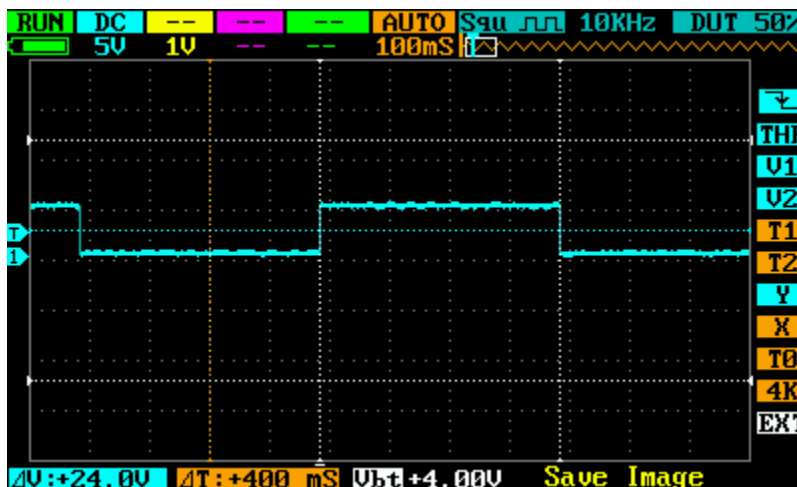 RUN DC -- -- -- AUTO Squ 10KHz DUT 50%
5V 1V -- -- 100mS
THI
V1
V2
T
T1
1
T2
Y
X
T0
4K
EXT
ΔV:+24.0V ΔT:+400 mS Vbt+4.00V Save Image